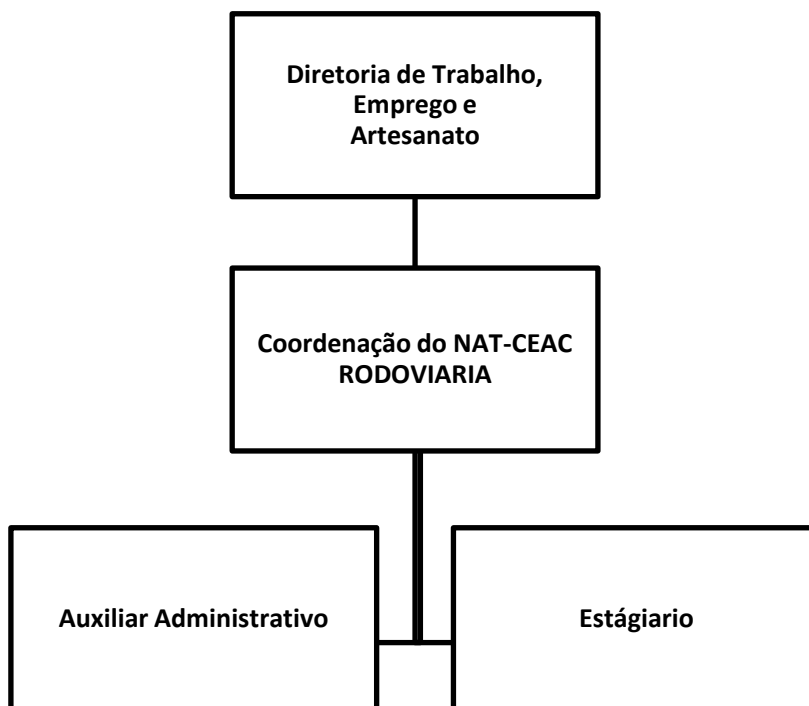 Diretoria de Trabalho,
Emprego e
Artesanato
Coordenação do NAT-CEAC
RODOVIARIA
Auxiliar Administrativo
Estágiario